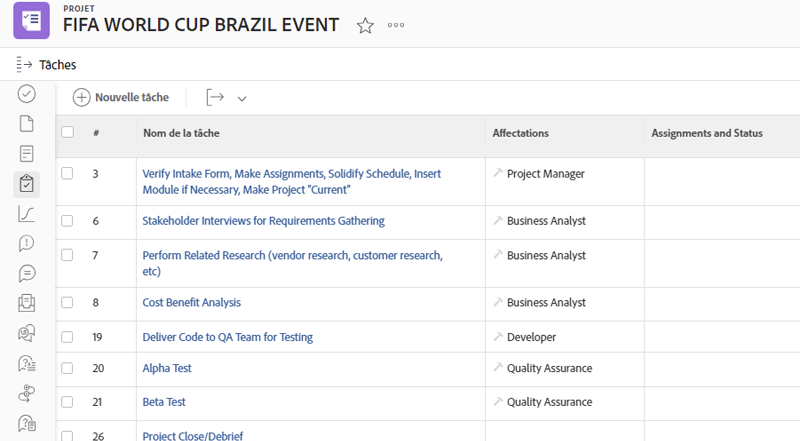 PROJET
FIFA WORLD CUP BRAZIL EVENT
Tâches
Nouvelle tâche
# Nom de la tâche Affectations Assignments and Status
3 Verify Intake Form, Make Assignments, Solidify Schedule, Insert Project Manager
Module if Necessary, Make Project "Current"
6 Stakeholder Interviews for Requirements Gathering Business Analyst
7 Perform Related Research (vendor research, customer research, Business Analyst
etc)
8 Cost Benefit Analysis Business Analyst
19 Deliver Code to QA Team for Testing Developer
20 Alpha Test Quality Assurance
21 Beta Test Quality Assurance
26 Project Close/Debrief